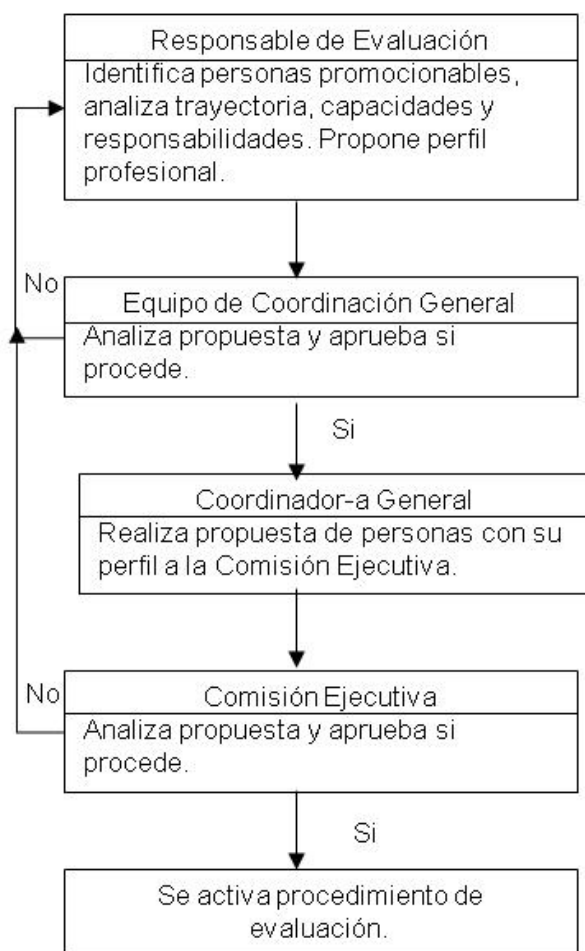 Responsable de Evaluación
Identifica personas promocionables,
analiza trayectoria, capacidades y
responsabilidades. Propone perfil
profesional.
No
Equipo de Coordinación General
Analiza propuesta y aprueba si
procede.
Si
Coordinador-a General
Realiza propuesta de personas con su
perfil a la Comisión Ejecutiva.
No
Comisión Ejecutiva
Analiza propuesta y aprueba si
procede.
Si
Se activa procedimiento de
evaluación.